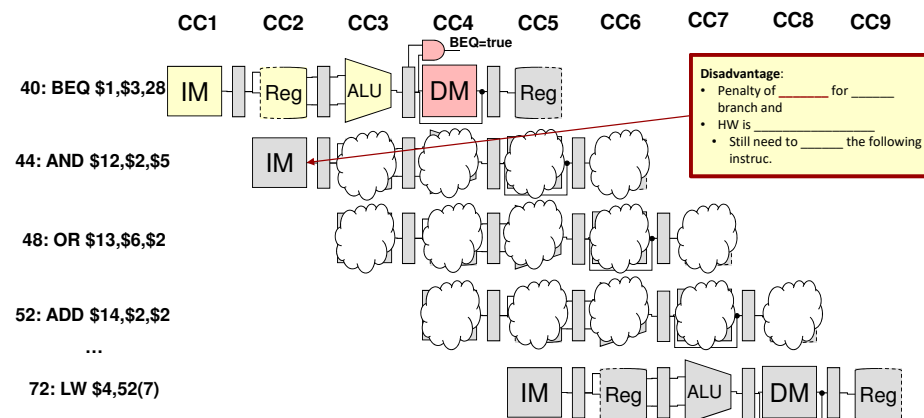 CC1 CC2 CC3 CC4 CC5 CC6 CC7 CC8 CC9
BEQ=true
40: BEQ $1,$3,28
IM Reg ALU DM Reg
Disadvantage:
• Penalty of _______ for ______
branch and
• HW is _________________
• Still need to ______ the following
instruc.
44: AND $12,$2,$5
IM
48: OR $13,$6,$2
52: ADD $14,$2,$2
...
72: LW $4,52(7)
IM Reg ALU DM Reg